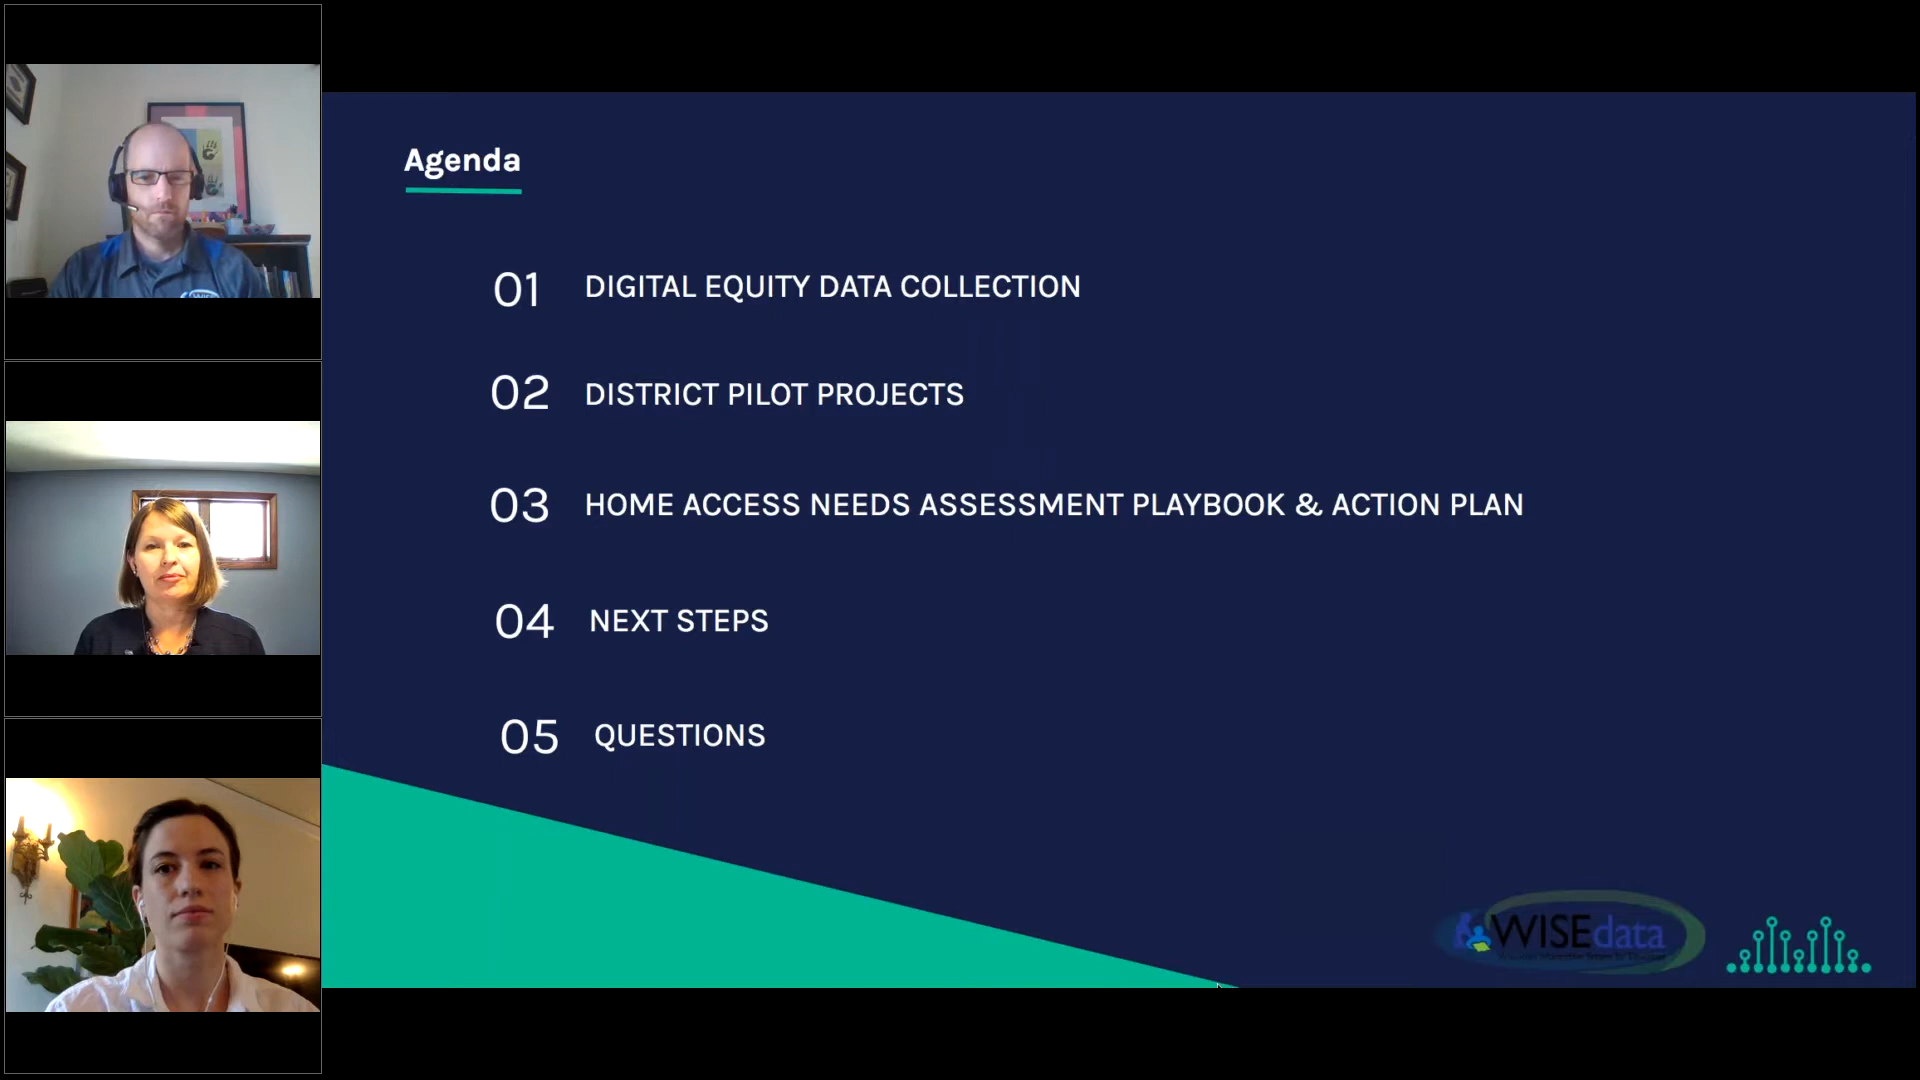 Agenda
01 DIGITAL EQUITY DATA COLLECTION
02 DISTRICT PILOT PROJECTS
03 HOME ACCESS NEEDS ASSESSMENT PLAYBOOK & ACTION PLAN
04 NEXT STEPS
05 QUESTIONS
WISEdata